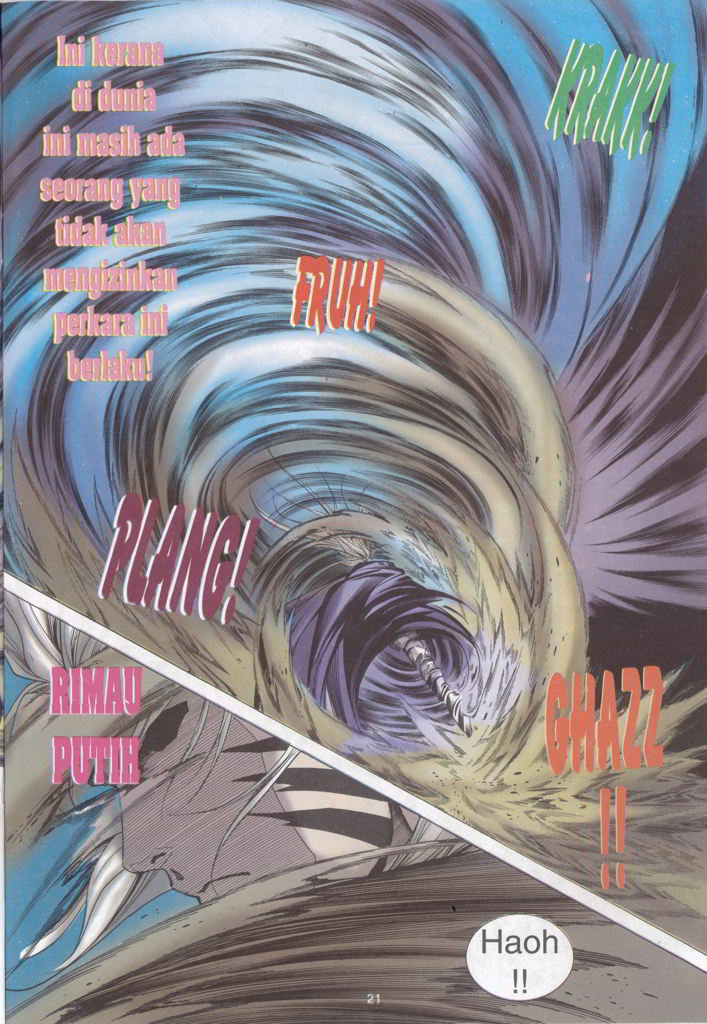 Ini kerana
di dunia
ini masih ada
seorang yang
tidak akan
mengizinkan
perkara ini
berlaku!
KRAKK!
FRUH!
PLANG!
GHAZZ
!!
RIMAU
PUTIH
Haoh
!!
21